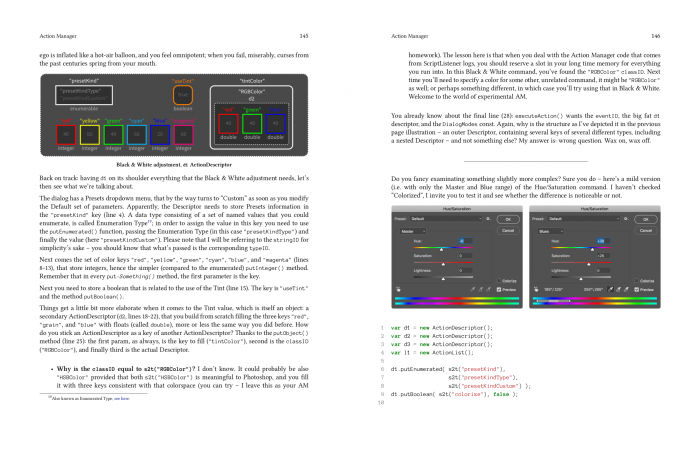 Action Manager
145
ego is inflated like a hot-air balloon, and you feel omnipotent; when you fail, miserably, curses from
the past centuries spring from your mouth.
"presetKind"
"presetKindType"
"presetKindCustom"
enumerable
"useTint"
true
boolean
"tintColor"
"RGBColor"
d2
"red"
"green"
"blue"
double
double
double
"red"
"yellow"
"green"
"cyan"
"blue"
"magenta"
integer
integer
integer
integer
integer
integer
Black & White adjustment, d1 ActionDescriptor
Back on track: having d1 on its shoulder everything that the Black & White adjustment needs, let's
then see what we're talking about.
The dialog has a Presets dropdown menu, that by the way turns to "Custom" as soon as you modify
the Default set of parameters. Apparently, the Descriptor needs to store Presets information in
the "presetKind" key (line 4). A data type consisting of a set of named values that you could
enumerate, is called Enumeration Type; in order to assign the value in this key you need to use
the putEnumerated() function, passing the Enumeration Type (in this case "presetKindType") and
finally the value (here "presetKindCustom"). Please note that I will be referring to the stringID for
simplicity's sake – you should know that what's passed is the corresponding typeID.
Next comes the set of color keys "red", "yellow", "green", "cyan", "blue", and "magenta" (lines
8-13), that store integers, hence the simpler (compared to the enumerated) putInteger() method.
Remember that in every put-Something() method, the first parameter is the key.
Next you need to store a boolean that is related to the use of the Tint (line 15). The key is "useTint"
and the method putBoolean().
Things get a little bit more elaborate when it comes to the Tint value, which is itself an object: a
secondary ActionDescriptor (d2, lines 18-22), that you build from scratch filling the three keys "red",
"grain", and "blue" with floats (called double), more or less the same way you did before. How
do you stick an ActionDescriptor as a key of another ActionDescriptor? Thanks to the putObject()
method (line 25): the first param, as always, is the key to fill ("tintColor"), second is the classID
("RGBColor"), and finally third is the actual Descriptor.
• Why is the classID equal to s2t("RGBColor")? I don't know. It could probably be also
"HSBColor" provided that both s2t("HSBColor") is meaningful to Photoshop, and you fill
it with three keys consistent with that colorspace (you can try – I leave this as your AM
Also known as Enumerated Type, see here.
Action Manager
146
homework). The lesson here is that when you deal with the Action Manager code that comes
from ScriptListener logs, you should reserve a slot in your long time memory for everything
you run into. In this Black & White command, you've found the "RGBColor" classID. Next
time you'll need to specify a color for some other, unrelated command, it might be "RGBColor"
as well; or perhaps something different, in which case you'll try using that in Black & White.
Welcome to the world of experimental AM.
You already know about the final line (28): executeAction() wants the eventID, the big fat d1
descriptor, and the DialogModes const. Again, why is the structure as I've depicted it in the previous
page illustration – an outer Descriptor, containing several keys of several different types, including
a nested Descriptor – and not something else? My answer is: wrong question. Wax on, wax off.
Do you fancy examining something slightly more complex? Sure you do – here's a mild version
(i.e. with only the Master and Blue range) of the Hue/Saturation command. I haven't checked
"Colorized", I invite you to test it and see whether the difference is noticeable or not.
Hue/Saturation
Preset: Default
OK
Cancel
Master
Hue:
Saturation:
0
Lightness:
0
Colorize
Preview
Hue/Saturation
Preset: Default
OK
Cancel
Blues
Hue:
Saturation:
Lightness:
0
Colorize
Preview
1 var d1 = new ActionDescriptor();
2 var d2 = new ActionDescriptor();
3 var d3 = new ActionDescriptor();
4 var l1 = new ActionList();
5
6 d1.putEnumerated( s2t("presetKind"),
7 s2t("presetKindType"),
8 s2t("presetKindCustom") );
9 d1.putBoolean( s2t("colorize"), false );
10